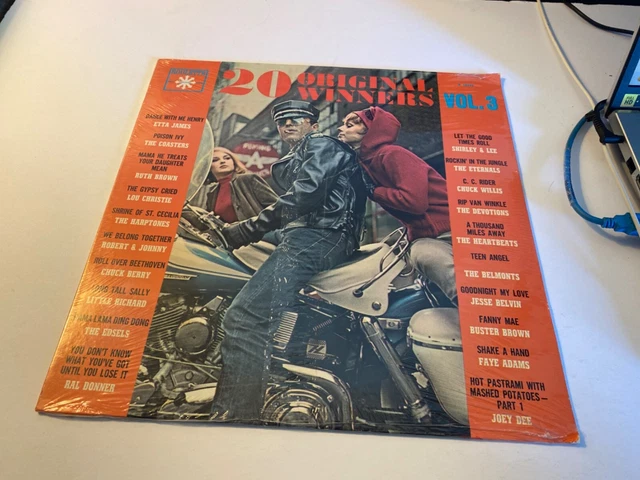 20 ORIGINAL
WINNERS
VOL. 3
DANCE WITH ME HENRY
ETTA JAMES
POISON IVY
THE COASTERS
MAMA HE TREATS
YOUR DAUGHTER
MEAN
RUTH BROWN
THE GYPSY CRIED
LOU CHRISTIE
SHRINE OF ST. CECILIA
THE HARPTONES
WE BELONG TOGETHER
ROBERT & JOHNNY
ROLL OVER BEETHOVEN
CHUCK BERRY
LONG TALL SALLY
LITTLE RICHARD
RAMA LAMA DING DONG
THE EDSELS
YOU DON'T KNOW
WHAT YOU'VE GOT
UNTIL YOU LOSE IT
RAL DONNER
LET THE GOOD
TIMES ROLL
SHIRLEY & LEE
ROCKIN' IN THE JUNGLE
THE ETERNALS
C. C. RIDER
CHUCK WILLIS
RIP VAN WINKLE
THE DEVOTIONS
A THOUSAND
MILES AWAY
THE HEARTBEATS
TEEN ANGEL
THE BELMONTS
GOODNIGHT MY LOVE
JESSE BELVIN
FANNY MAE
BUSTER BROWN
SHAKE A HAND
FAYE ADAMS
HOT PASTRAMI WITH
MASHED POTATOES—
PART 1
JOEY DEE